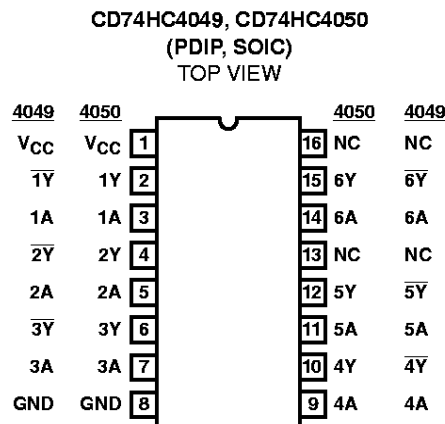 CD74HC4049, CD74HC4050
(PDIP, SOIC)
TOP VIEW
4049 4050 4050 4049
VCC VCC 1 16 NC NC
1Y̅ 1Y 2 15 6Y 6Y̅
1A 1A 3 14 6A 6A
2Y̅ 2Y 4 13 NC NC
2A 2A 5 12 5Y 5Y̅
3Y̅ 3Y 6 11 5A 5A
3A 3A 7 10 4Y 4Y̅
GND GND 8 9 4A 4A